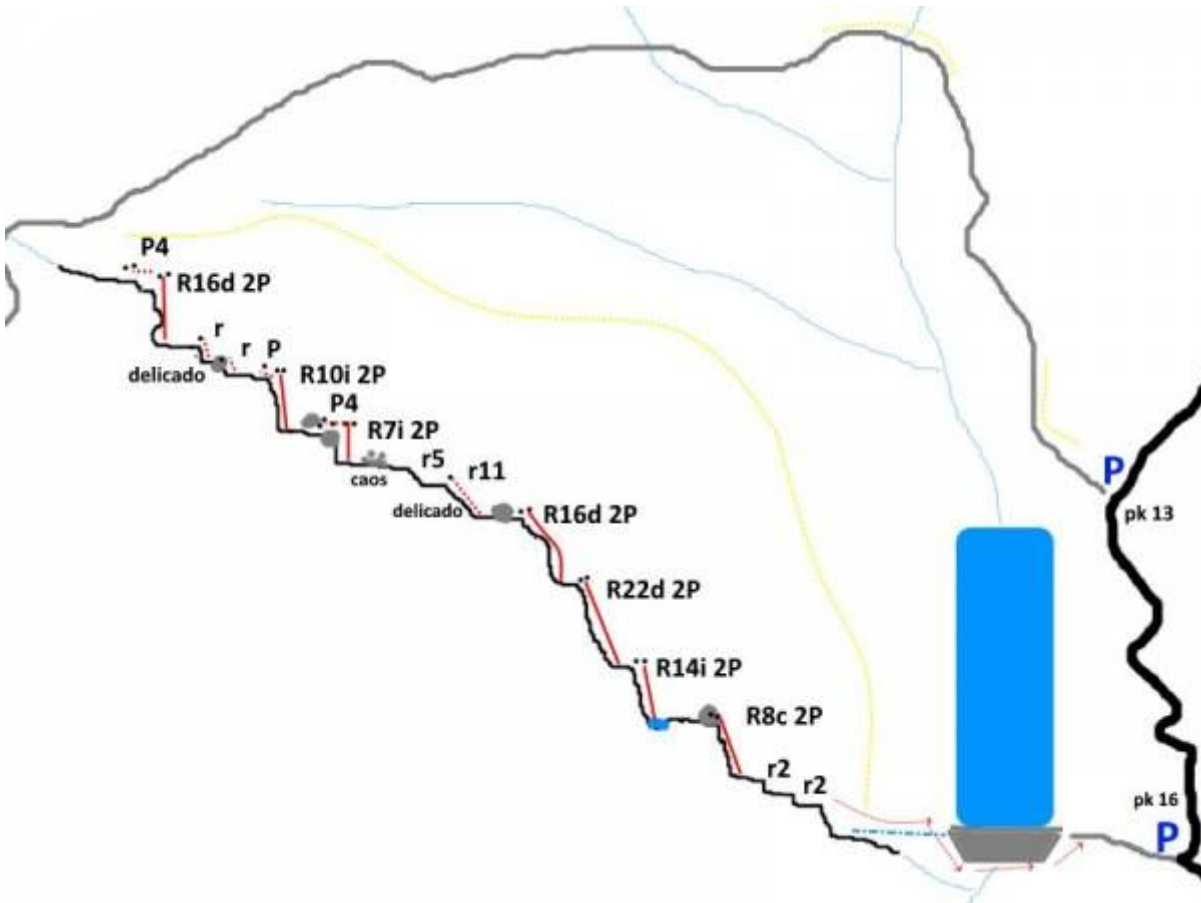 P4
R16d 2P
r
r
P
delicado
R10i 2P
P4
R7i 2P
caos
r5
r11
delicado
R16d 2P
P
pk 13
R22d 2P
R14i 2P
R8c 2P
r2
r2
pk 16
P